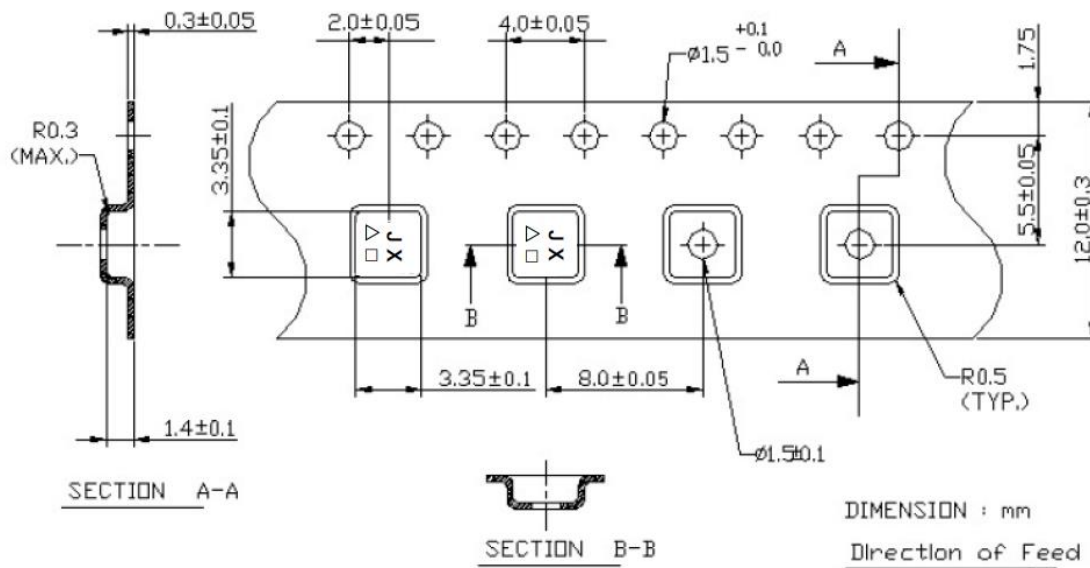 0.3±0.05
2.0±0.05
4.0±0.05
Ø1.5 +0.1 - 0.0
A
1.75
R0.3
(MAX.)
3.35±0.1
5.5±0.05
12.0±0.3
J X
△ □
J X
△ □
B
B
3.35±0.1
8.0±0.05
A
R0.5
(TYP.)
1.4±0.1
Ø1.5±0.1
SECTION A-A
SECTION B-B
DIMENSION : mm
Direction of Feed